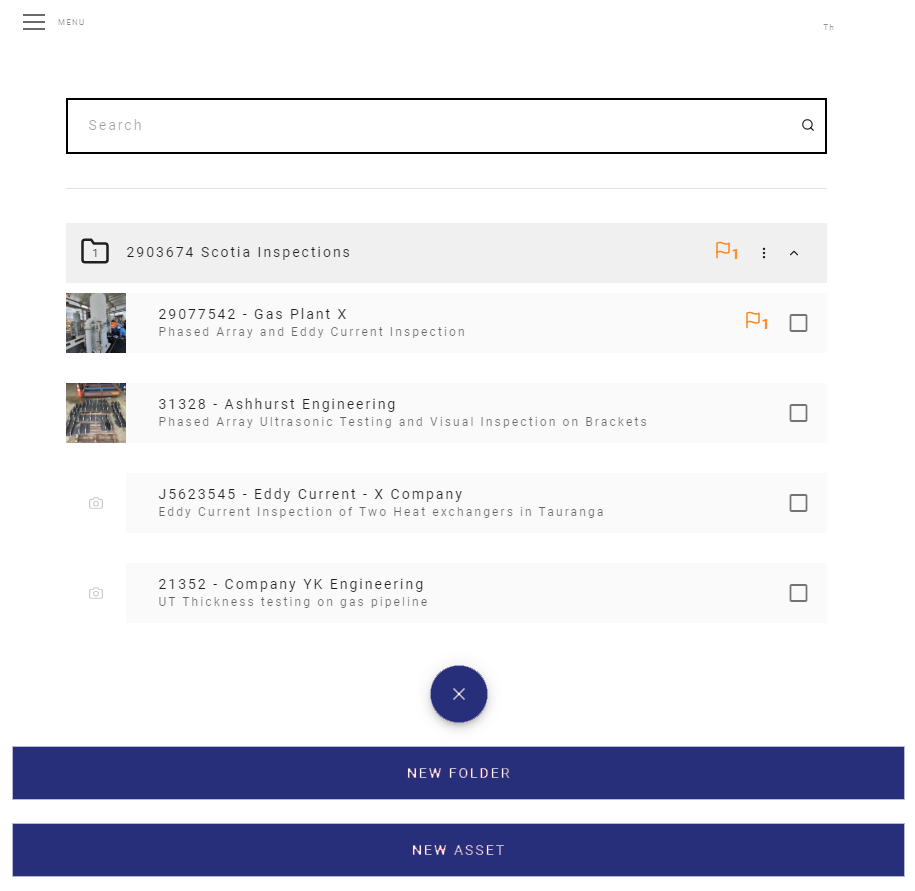 MENU
Th
Search
1 2903674 Scotia Inspections 1
29077542 - Gas Plant X 1
Phased Array and Eddy Current Inspection
31328 - Ashhurst Engineering
Phased Array Ultrasonic Testing and Visual Inspection on Brackets
J5623545 - Eddy Current - X Company
Eddy Current Inspection of Two Heat exchangers in Tauranga
21352 - Company YK Engineering
UT Thickness testing on gas pipeline
NEW FOLDER
NEW ASSET